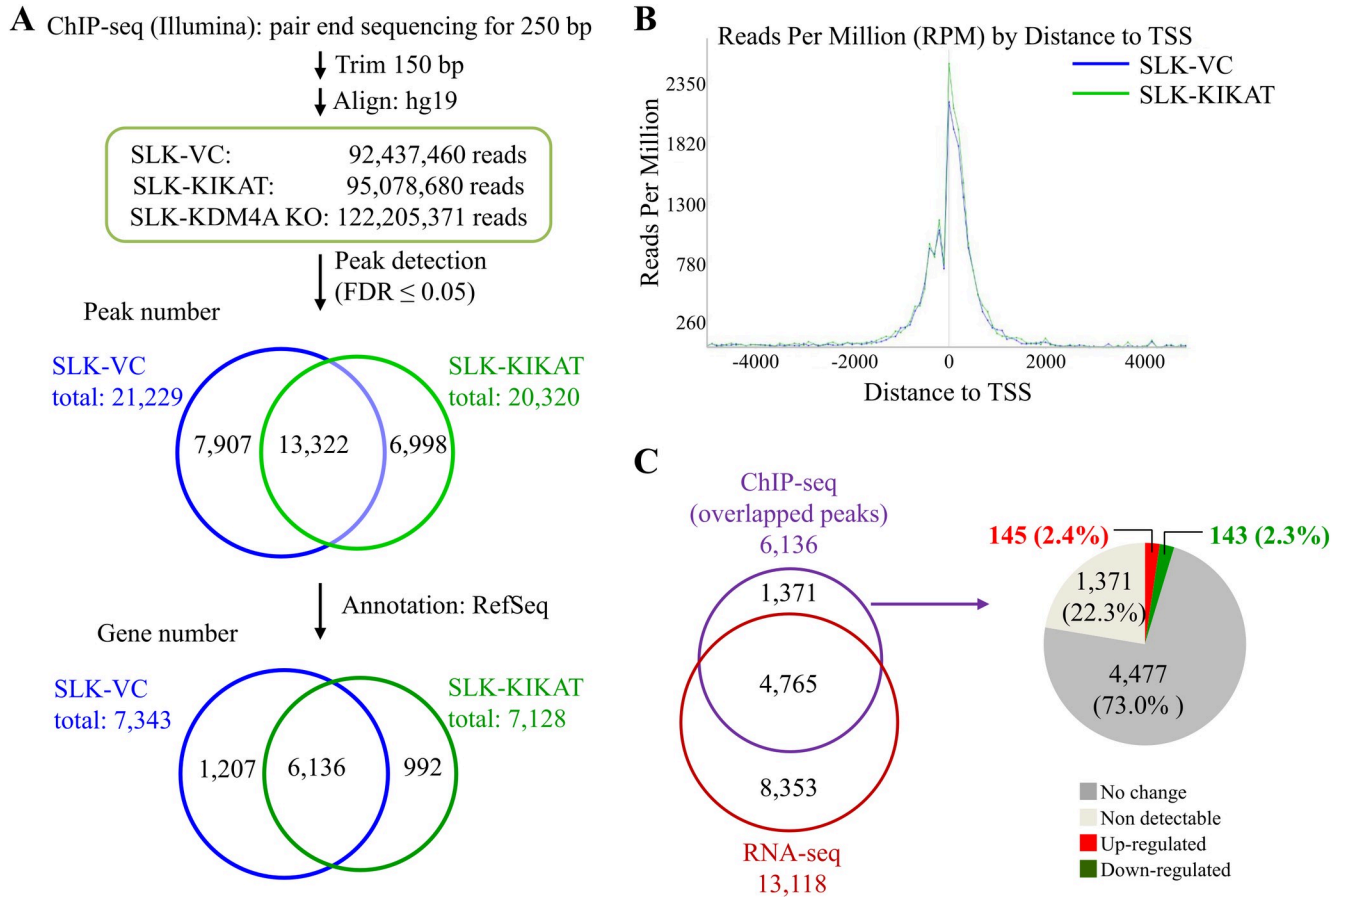 A
ChIP-seq (Illumina): pair end sequencing for 250 bp
Trim 150 bp
Align: hg19
SLK-VC: 92,437,460 reads
SLK-KIKAT: 95,078,680 reads
SLK-KDM4A KO: 122,205,371 reads
Peak detection
(FDR ≤ 0.05)
Peak number
SLK-VC
total: 21,229
SLK-KIKAT
total: 20,320
7,907
13,322
6,998
Annotation: RefSeq
Gene number
SLK-VC
total: 7,343
SLK-KIKAT
total: 7,128
1,207
6,136
992
B
Reads Per Million (RPM) by Distance to TSS
SLK-VC
SLK-KIKAT
Reads Per Million
2350
1820
1300
780
260
-4000
-2000
0
2000
4000
Distance to TSS
C
ChIP-seq
(overlapped peaks)
6,136
1,371
4,765
8,353
RNA-seq
13,118
145 (2.4%)
143 (2.3%)
1,371
(22.3%)
4,477
(73.0% )
No change
Non detectable
Up-regulated
Down-regulated